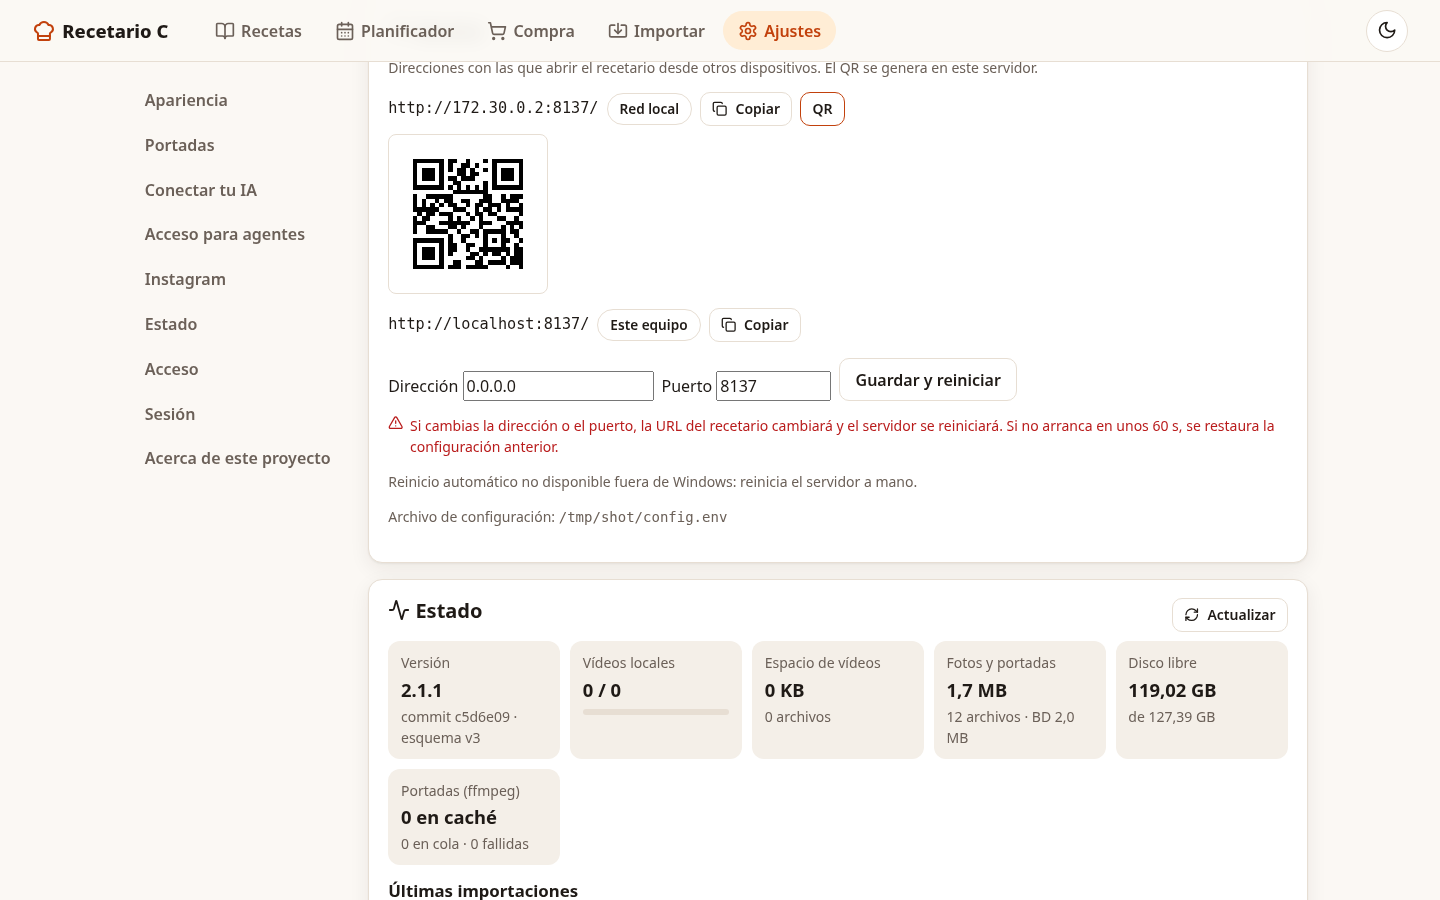 Recetario C
Recetas
Planificador
Compra
Importar
Ajustes
Apariencia
Portadas
Conectar tu IA
Acceso para agentes
Instagram
Estado
Acceso
Sesión
Acerca de este proyecto
Direcciones con las que abrir el recetario desde otros dispositivos. El QR se genera en este servidor.
http://172.30.0.2:8137/ Red local Copiar QR
http://localhost:8137/ Este equipo Copiar
Dirección 0.0.0.0 Puerto 8137 Guardar y reiniciar
Si cambias la dirección o el puerto, la URL del recetario cambiará y el servidor se reiniciará. Si no arranca en unos 60 s, se restaura la
configuración anterior.
Reinicio automático no disponible fuera de Windows: reinicia el servidor a mano.
Archivo de configuración: /tmp/shot/config.env
Estado
Actualizar
Versión
2.1.1
commit c5d6e09 ·
esquema v3
Vídeos locales
0 / 0
Espacio de vídeos
0 KB
0 archivos
Fotos y portadas
1,7 MB
12 archivos · BD 2,0
MB
Disco libre
119,02 GB
de 127,39 GB
Portadas (ffmpeg)
0 en caché
0 en cola · 0 fallidas
Últimas importaciones